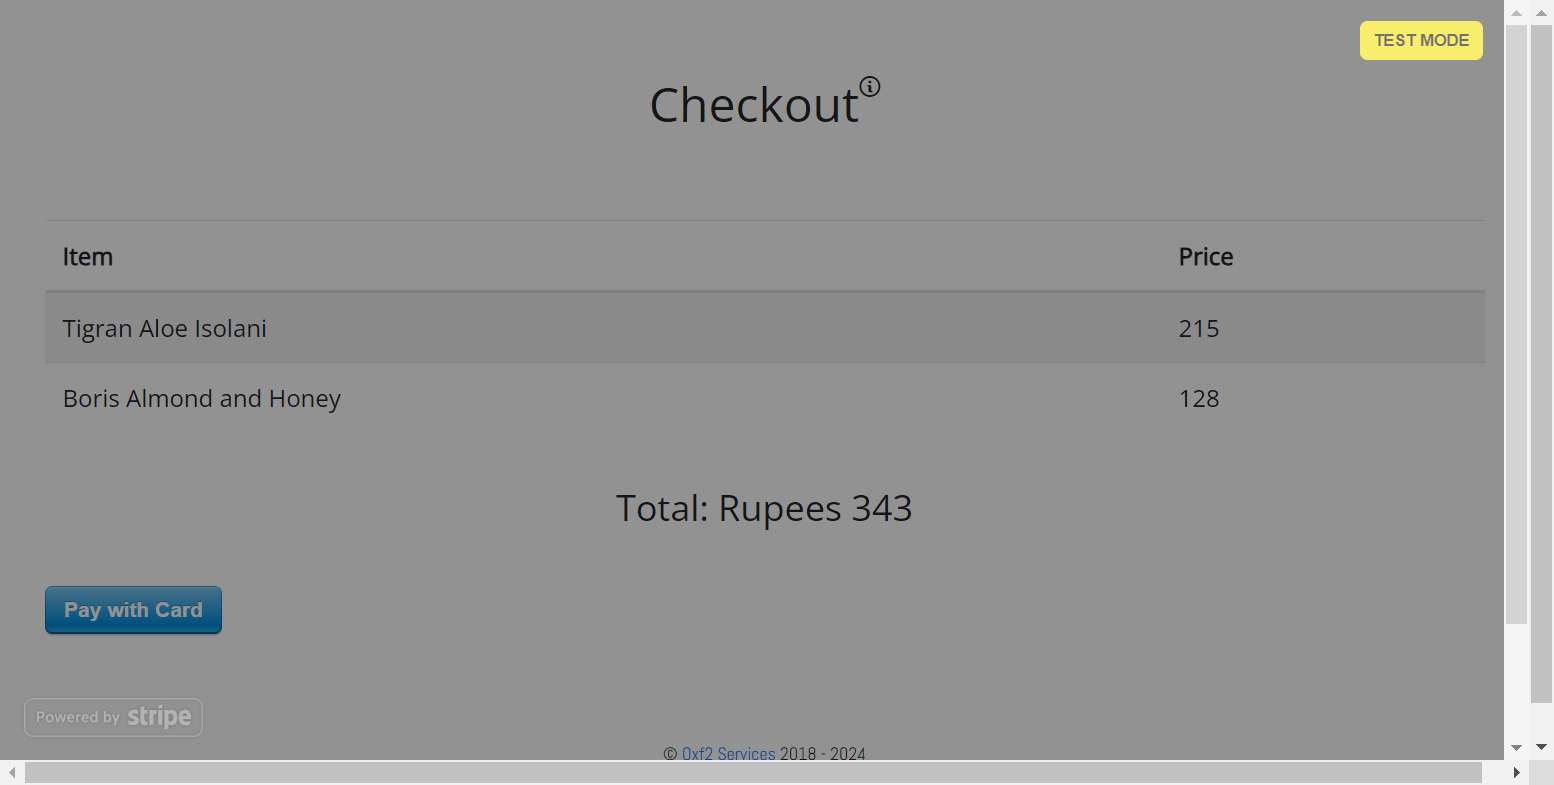 TEST MODE
Checkout
Item Price
Tigran Aloe Isolani 215
Boris Almond and Honey 128
Total: Rupees 343
Pay with Card
Powered by stripe
© Qxf2 Services 2018 - 2024